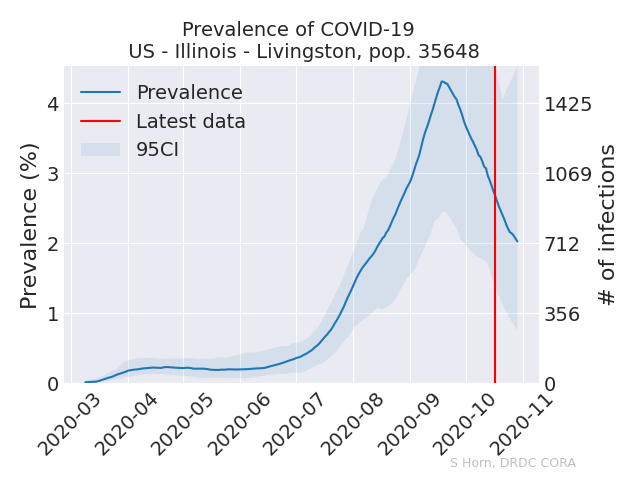 Prevalence of COVID-19
US - Illinois - Livingston, pop. 35648
Prevalence
Latest data
95CI
Prevalence (%)
4
3
2
1
0
1425
1069
712
356
0
# of infections
2020-03
2020-04
2020-05
2020-06
2020-07
2020-08
2020-09
2020-10
2020-11
S Horn, DRDC CORA